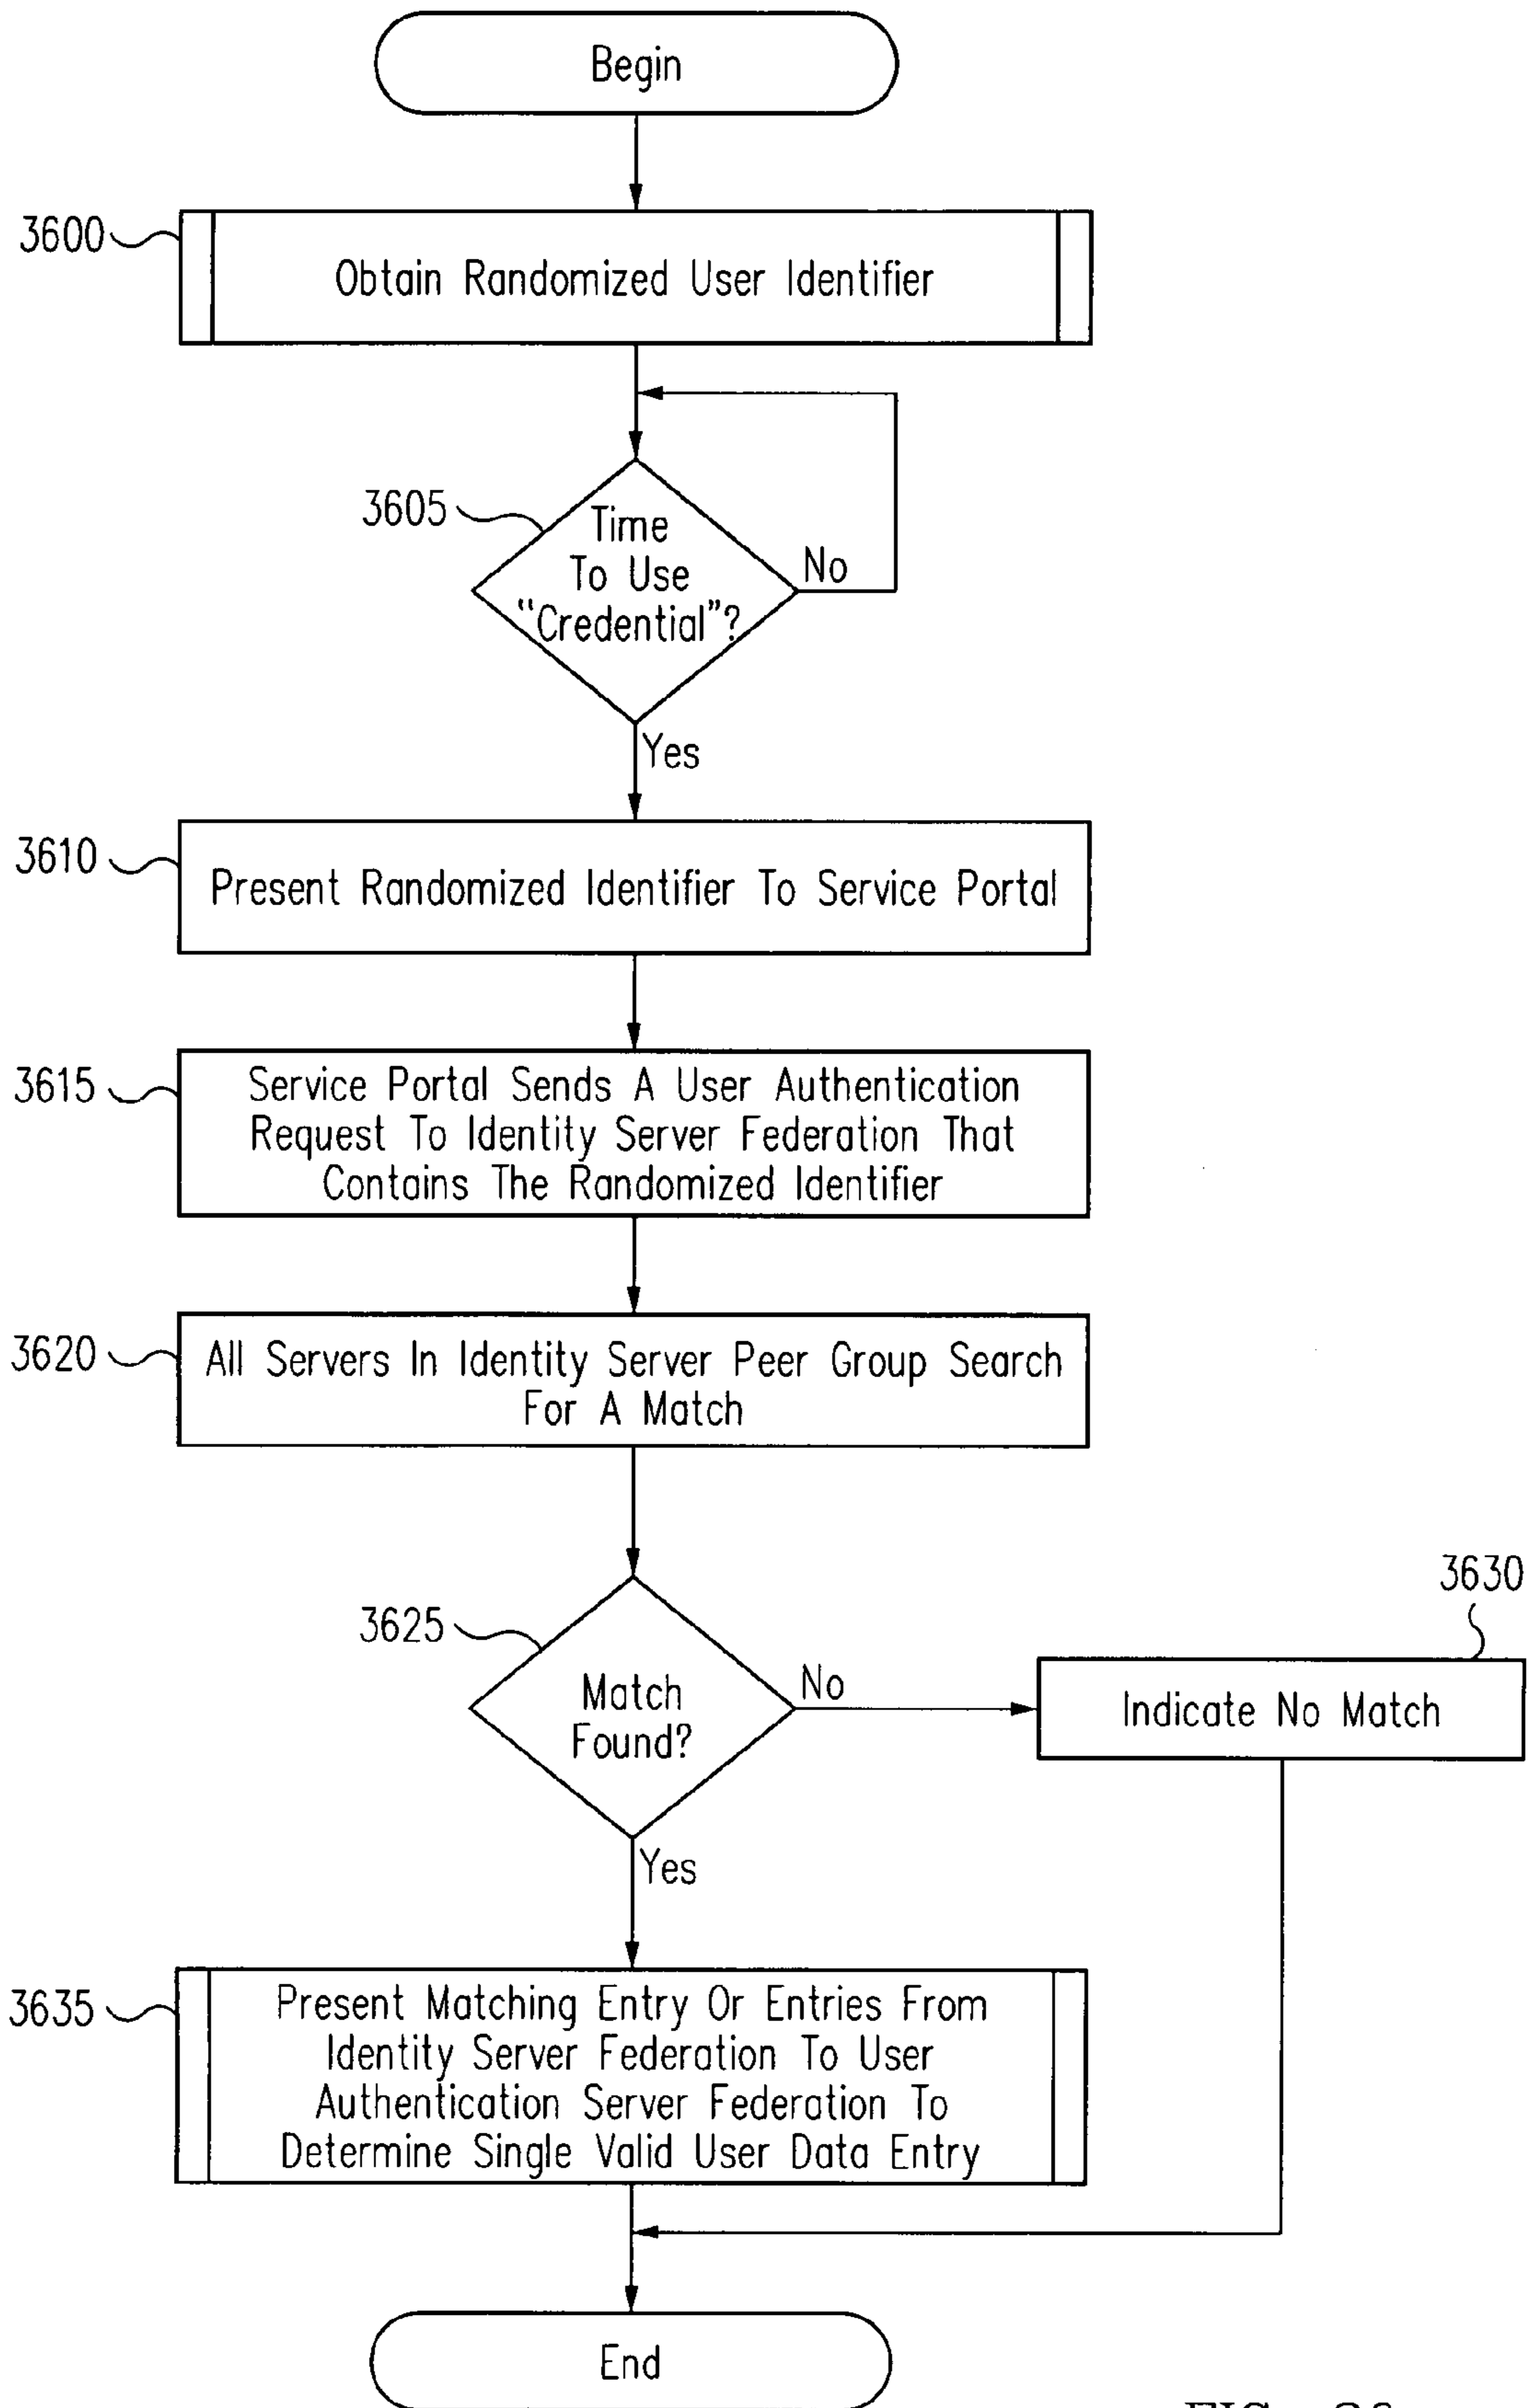 Begin
3600
Obtain Randomized User Identifier
3605
Time
To Use
"Credential"?
No
Yes
3610
Present Randomized Identifier To Service Portal
3615
Service Portal Sends A User Authentication
Request To Identity Server Federation That
Contains The Randomized Identifier
3620
All Servers In Identity Server Peer Group Search
For A Match
3625
Match
Found?
No
3630
Indicate No Match
Yes
3635
Present Matching Entry Or Entries From
Identity Server Federation To User
Authentication Server Federation To
Determine Single Valid User Data Entry
End